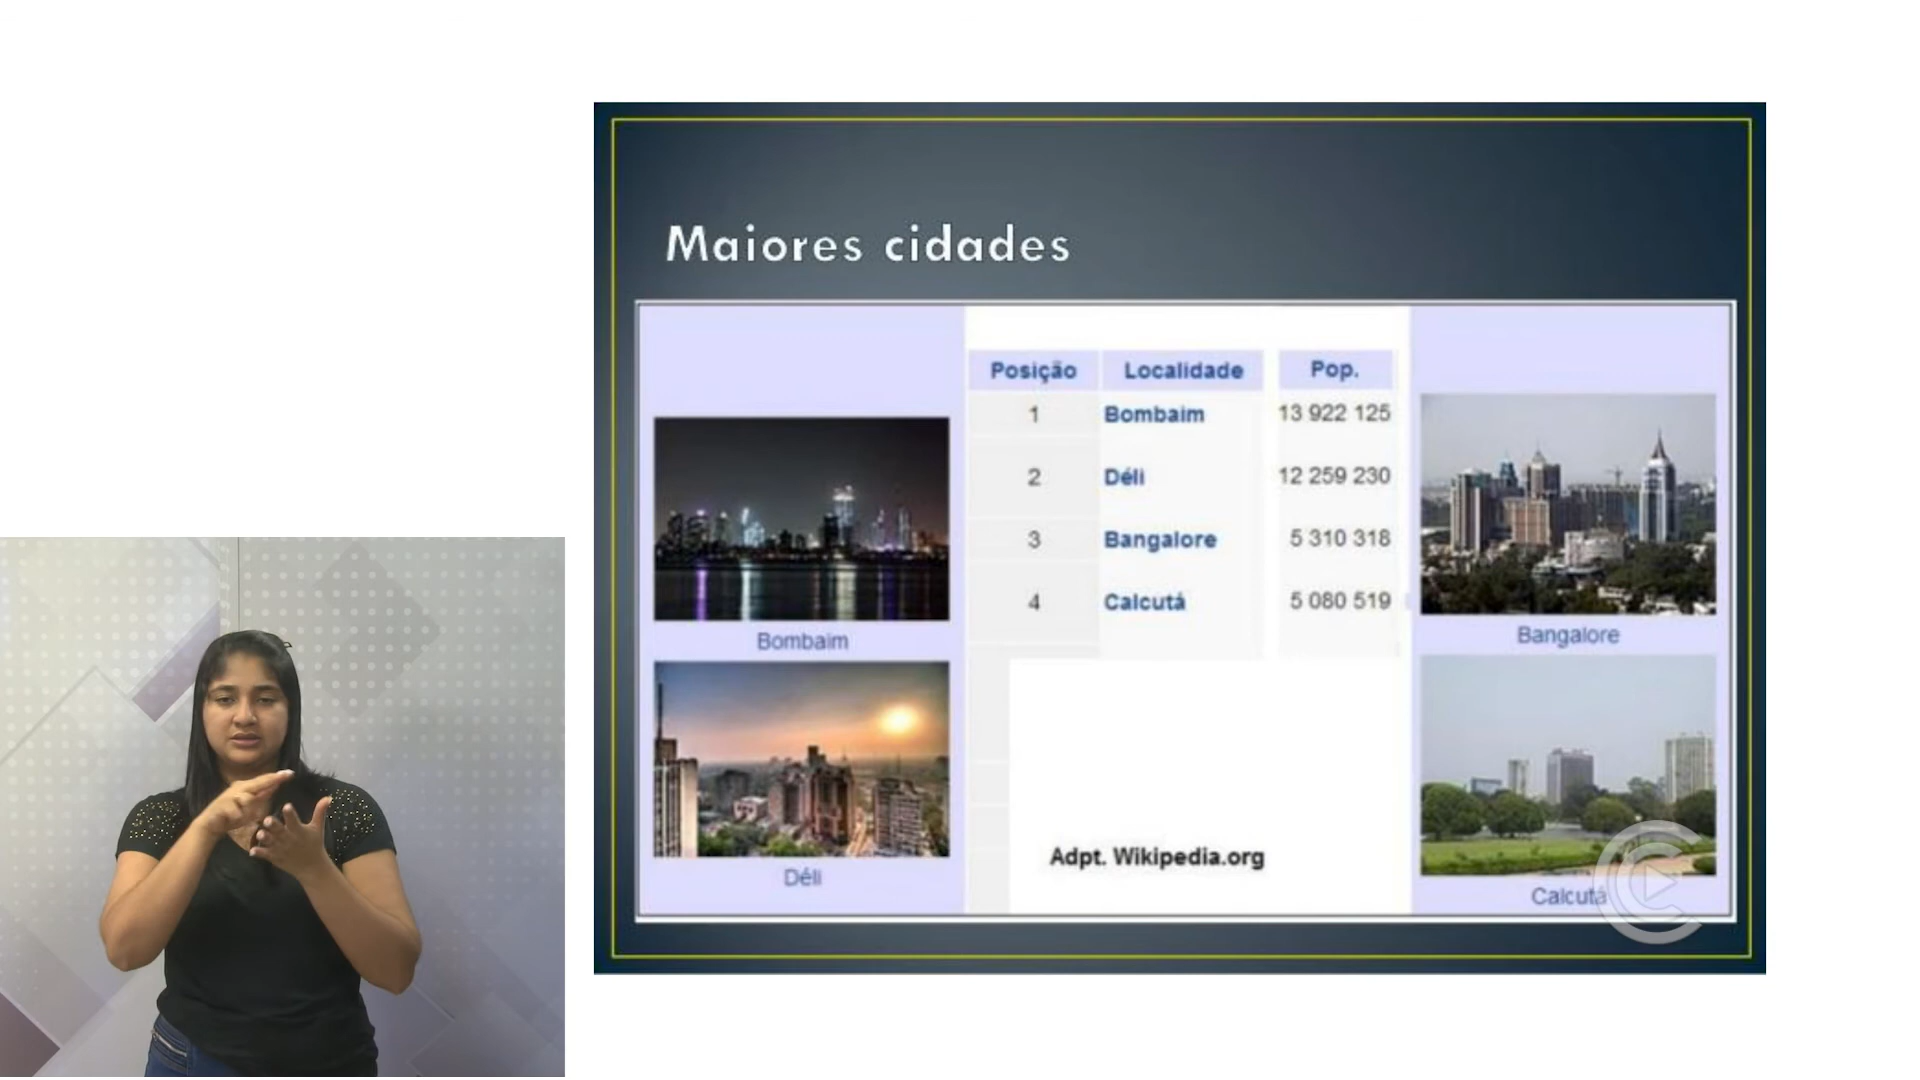 Maiores cidades
Posição Localidade Pop.
1 Bombaim 13 922 125
2 Déli 12 259 230
3 Bangalore 5 310 318
4 Calcutá 5 080 519
Bombaim
Déli
Bangalore
Calcutá
Adpt. Wikipedia.org